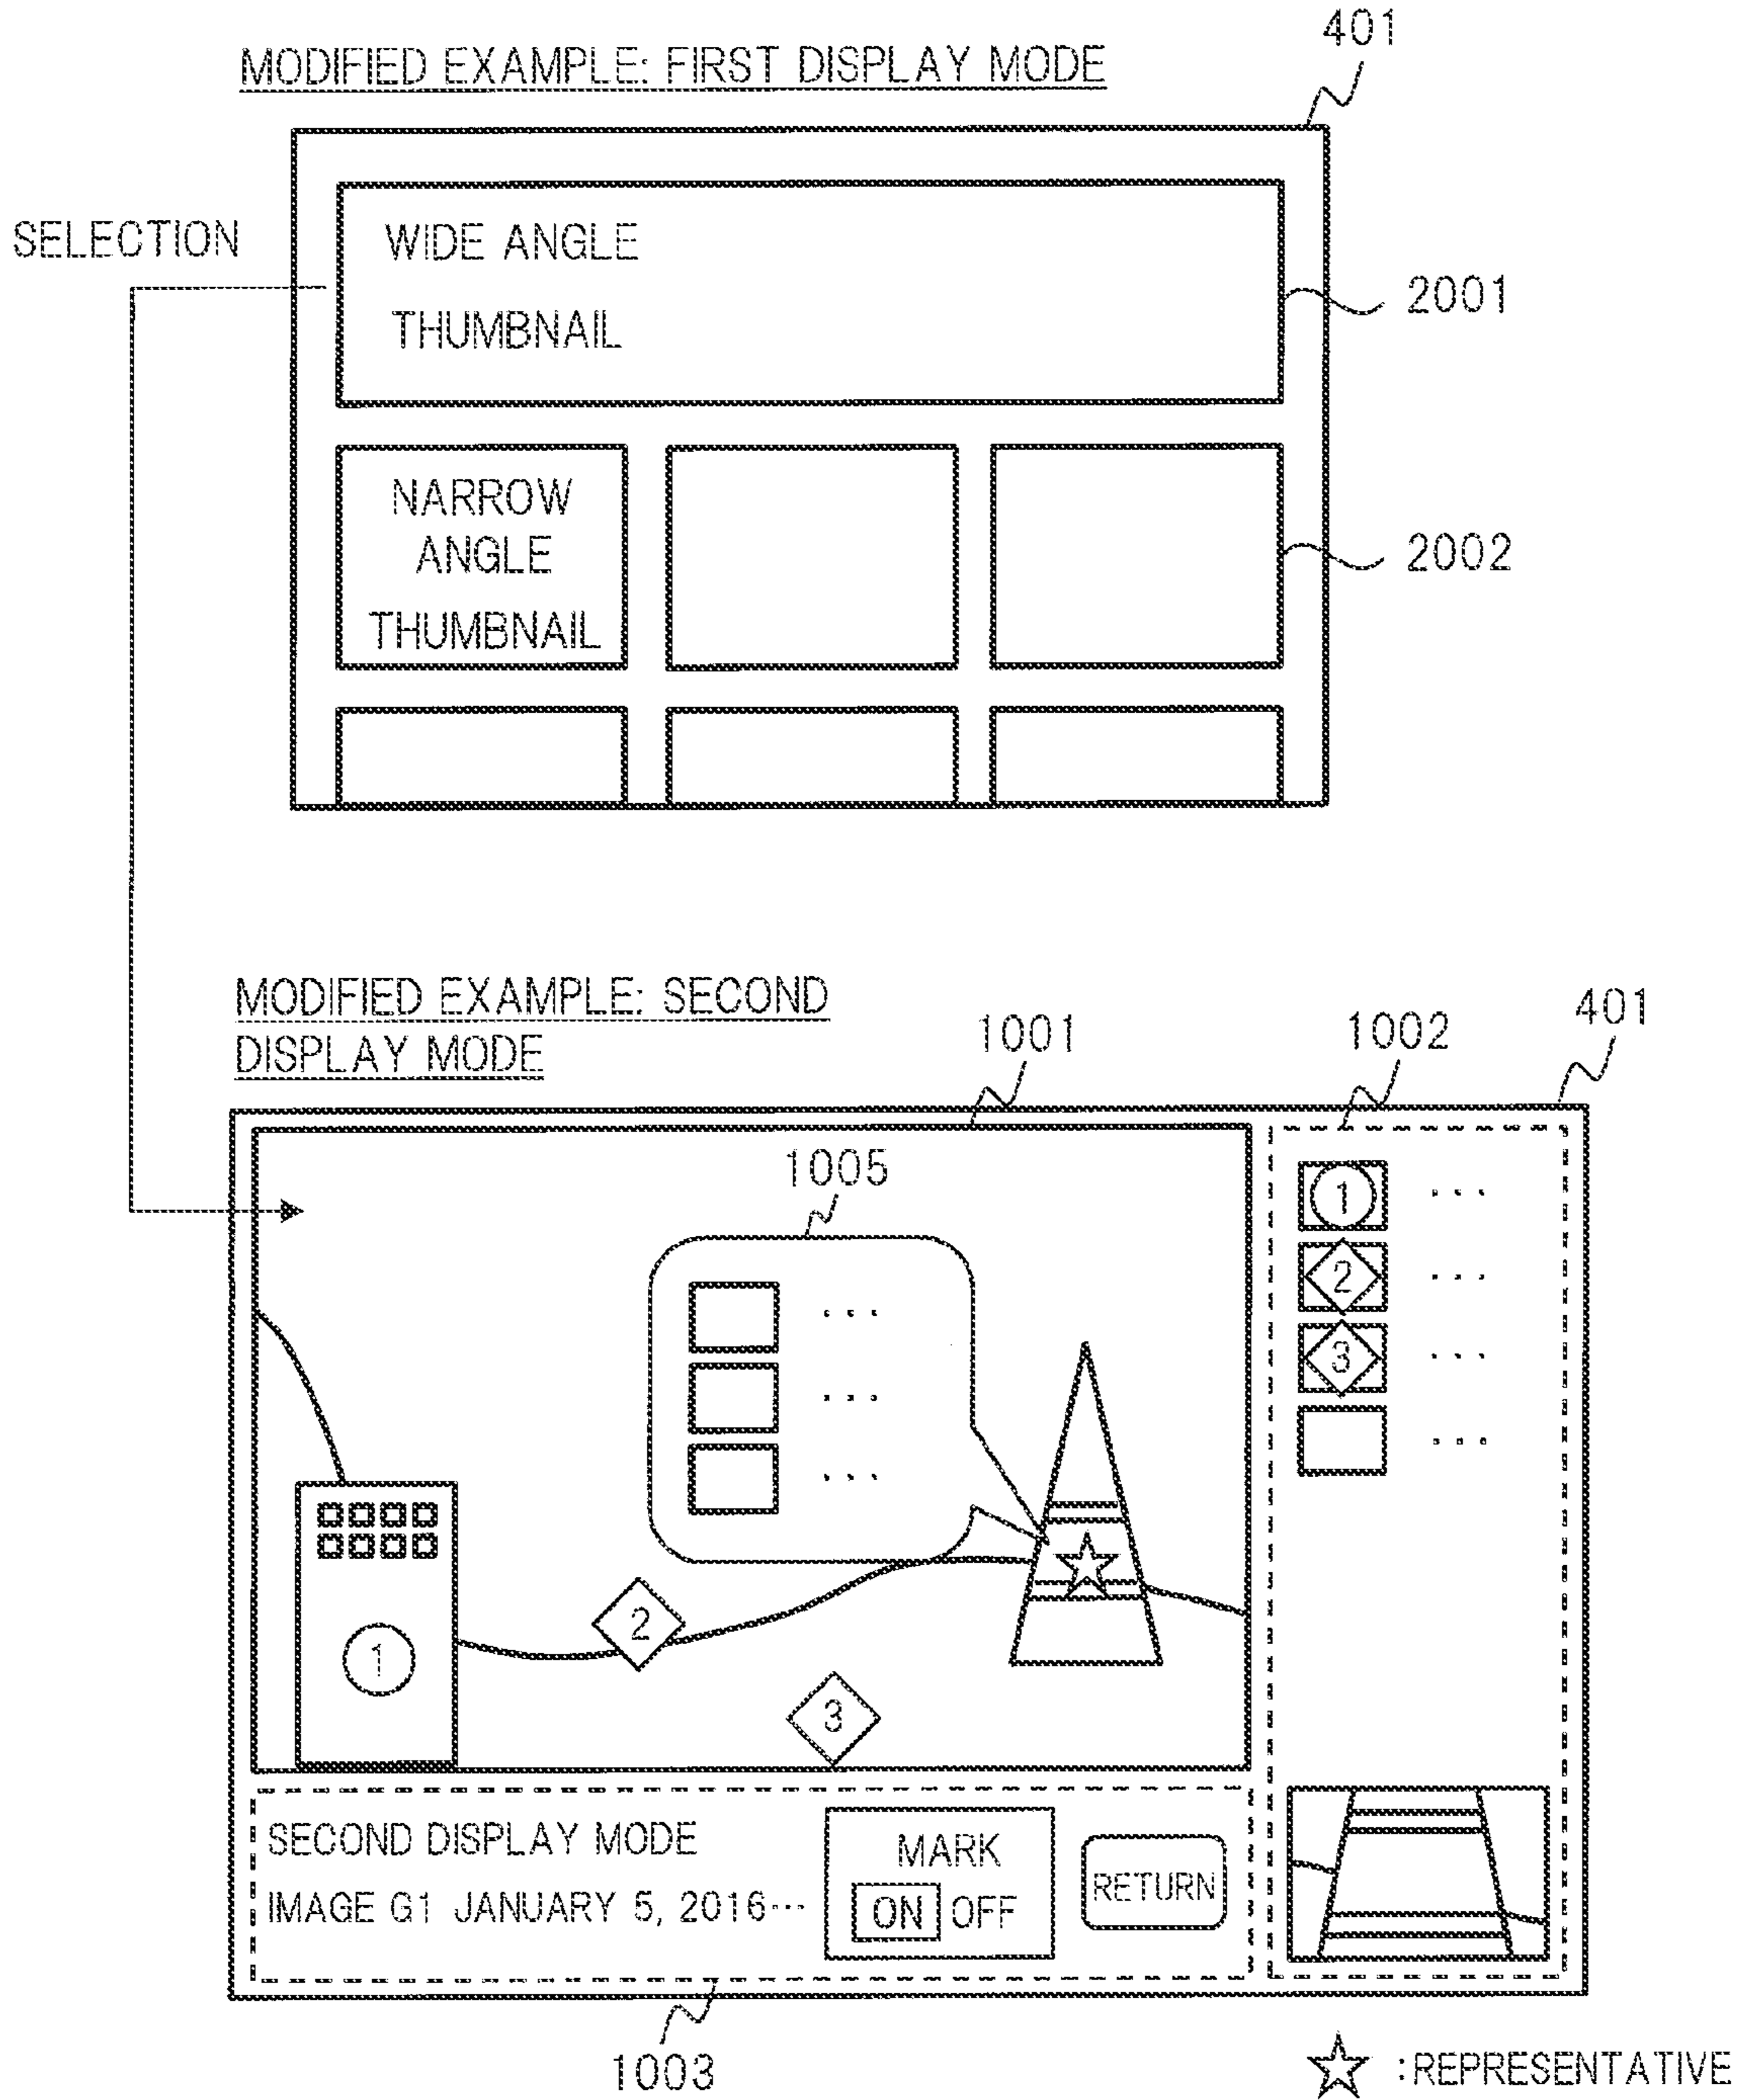 401
MODIFIED EXAMPLE: FIRST DISPLAY MODE
SELECTION
WIDE ANGLE
THUMBNAIL
2001
NARROW
ANGLE
THUMBNAIL
2002
MODIFIED EXAMPLE: SECOND
DISPLAY MODE
1001
1002
401
1005
1 ...
2 ...
3 ...
...
...
...
...
1
2
3
SECOND DISPLAY MODE
IMAGE G1 JANUARY 5, 2016...
MARK
ON OFF
RETURN
1003
☆ :REPRESENTATIVE